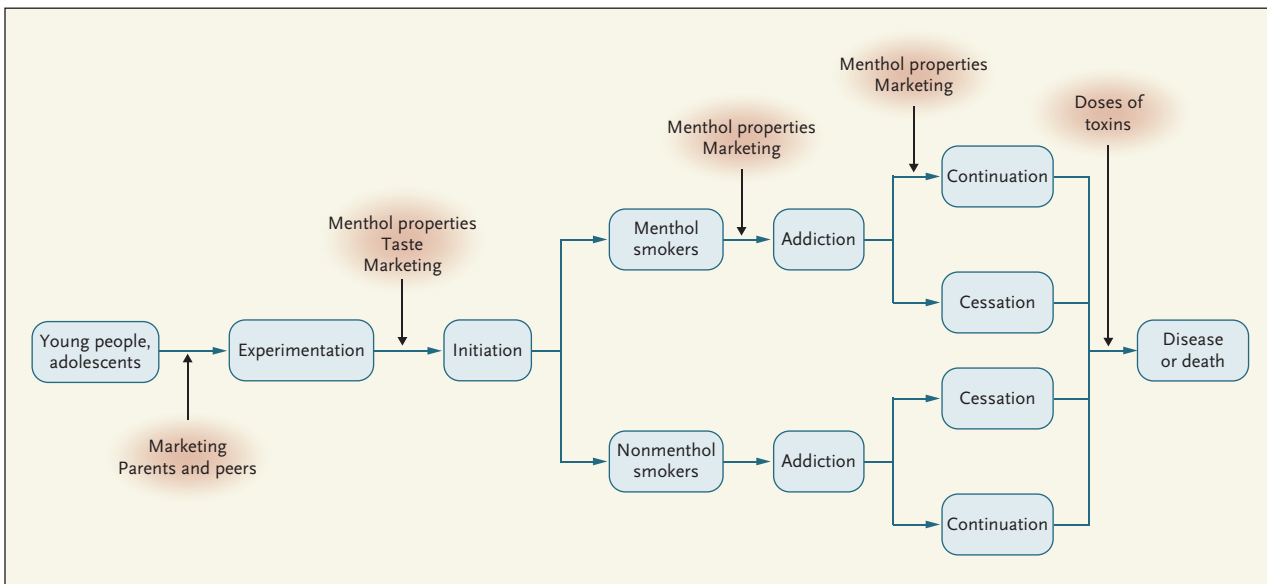 Menthol properties
Marketing
Doses of
toxins
Menthol properties
Marketing
Continuation
Menthol properties
Taste
Marketing
Menthol
smokers
Addiction
Cessation
Young people,
adolescents
Experimentation
Initiation
Disease
or death
Cessation
Marketing
Parents and peers
Nonmenthol
smokers
Addiction
Continuation